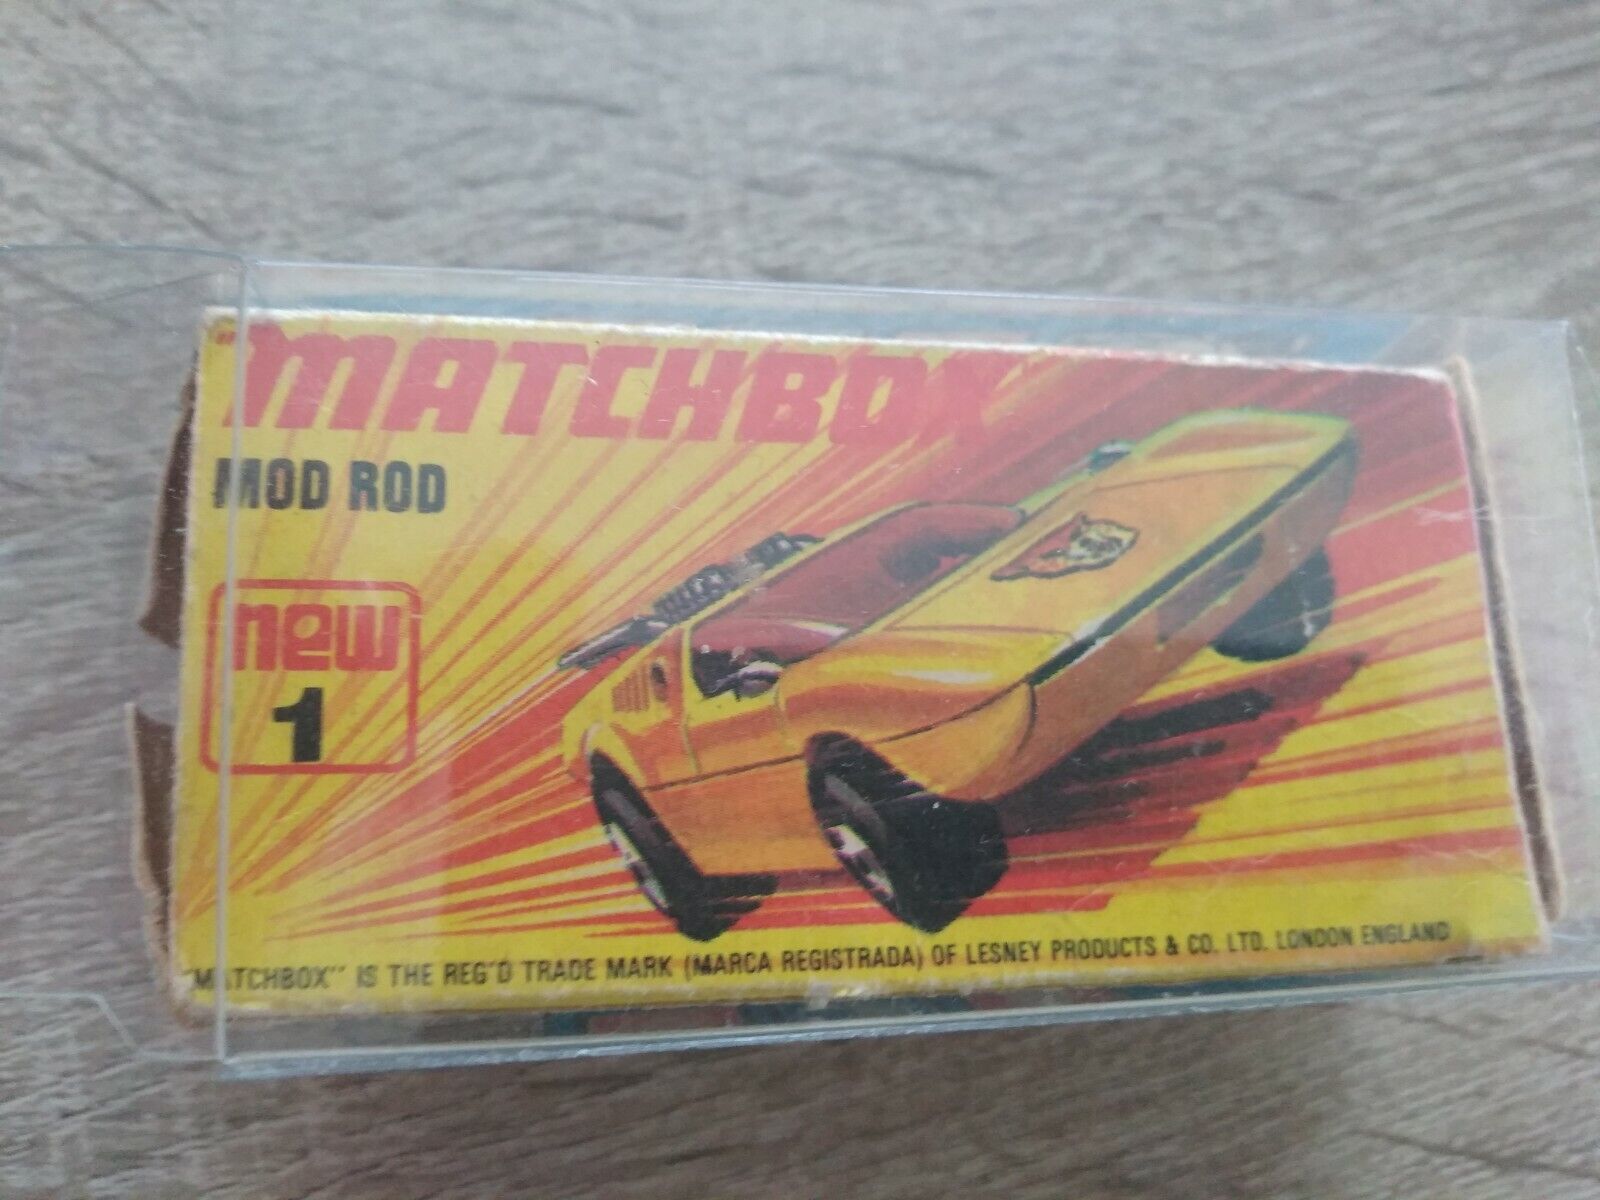 "MATCHBOX
MOD ROD
new
1
"MATCHBOX" IS THE REG'D TRADE MARK (MARCA REGISTRADA) OF LESNEY PRODUCTS & CO. LTD. LONDON ENGLAND